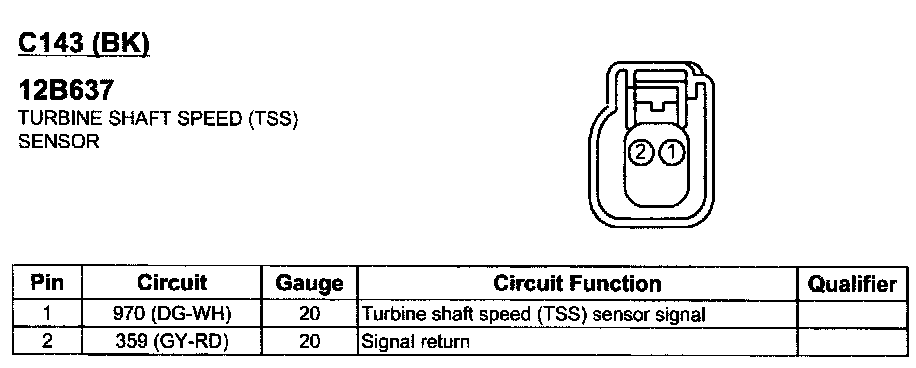 C143 (BK)
12B637
TURBINE SHAFT SPEED (TSS)
SENSOR
2 1
Pin Circuit Gauge Circuit Function Qualifier
1 970 (DG-WH) 20 Turbine shaft speed (TSS) sensor signal
2 359 (GY-RD) 20 Signal return